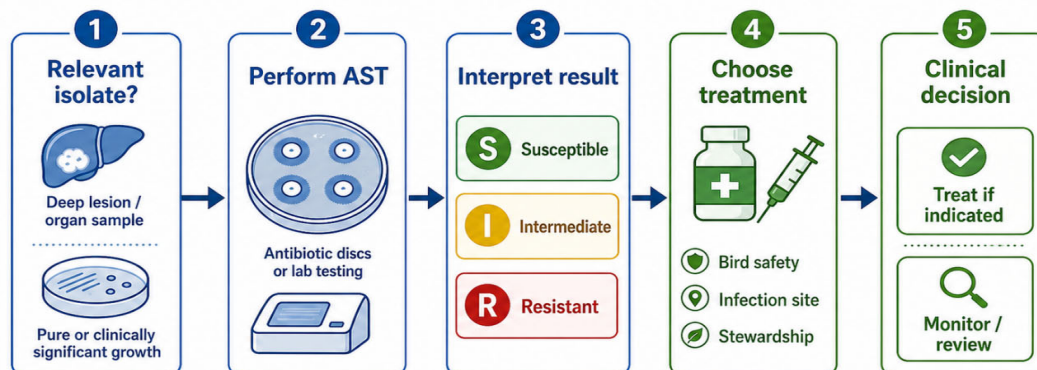 1
Relevant
isolate?
Deep lesion /
organ sample
Pure or clinically
significant growth
2
Perform AST
Antibiotic discs
or lab testing
3
Interpret result
S Susceptible
I Intermediate
R Resistant
4
Choose
treatment
Bird safety
Infection site
Stewardship
5
Clinical
decision
Treat if
indicated
Monitor /
review